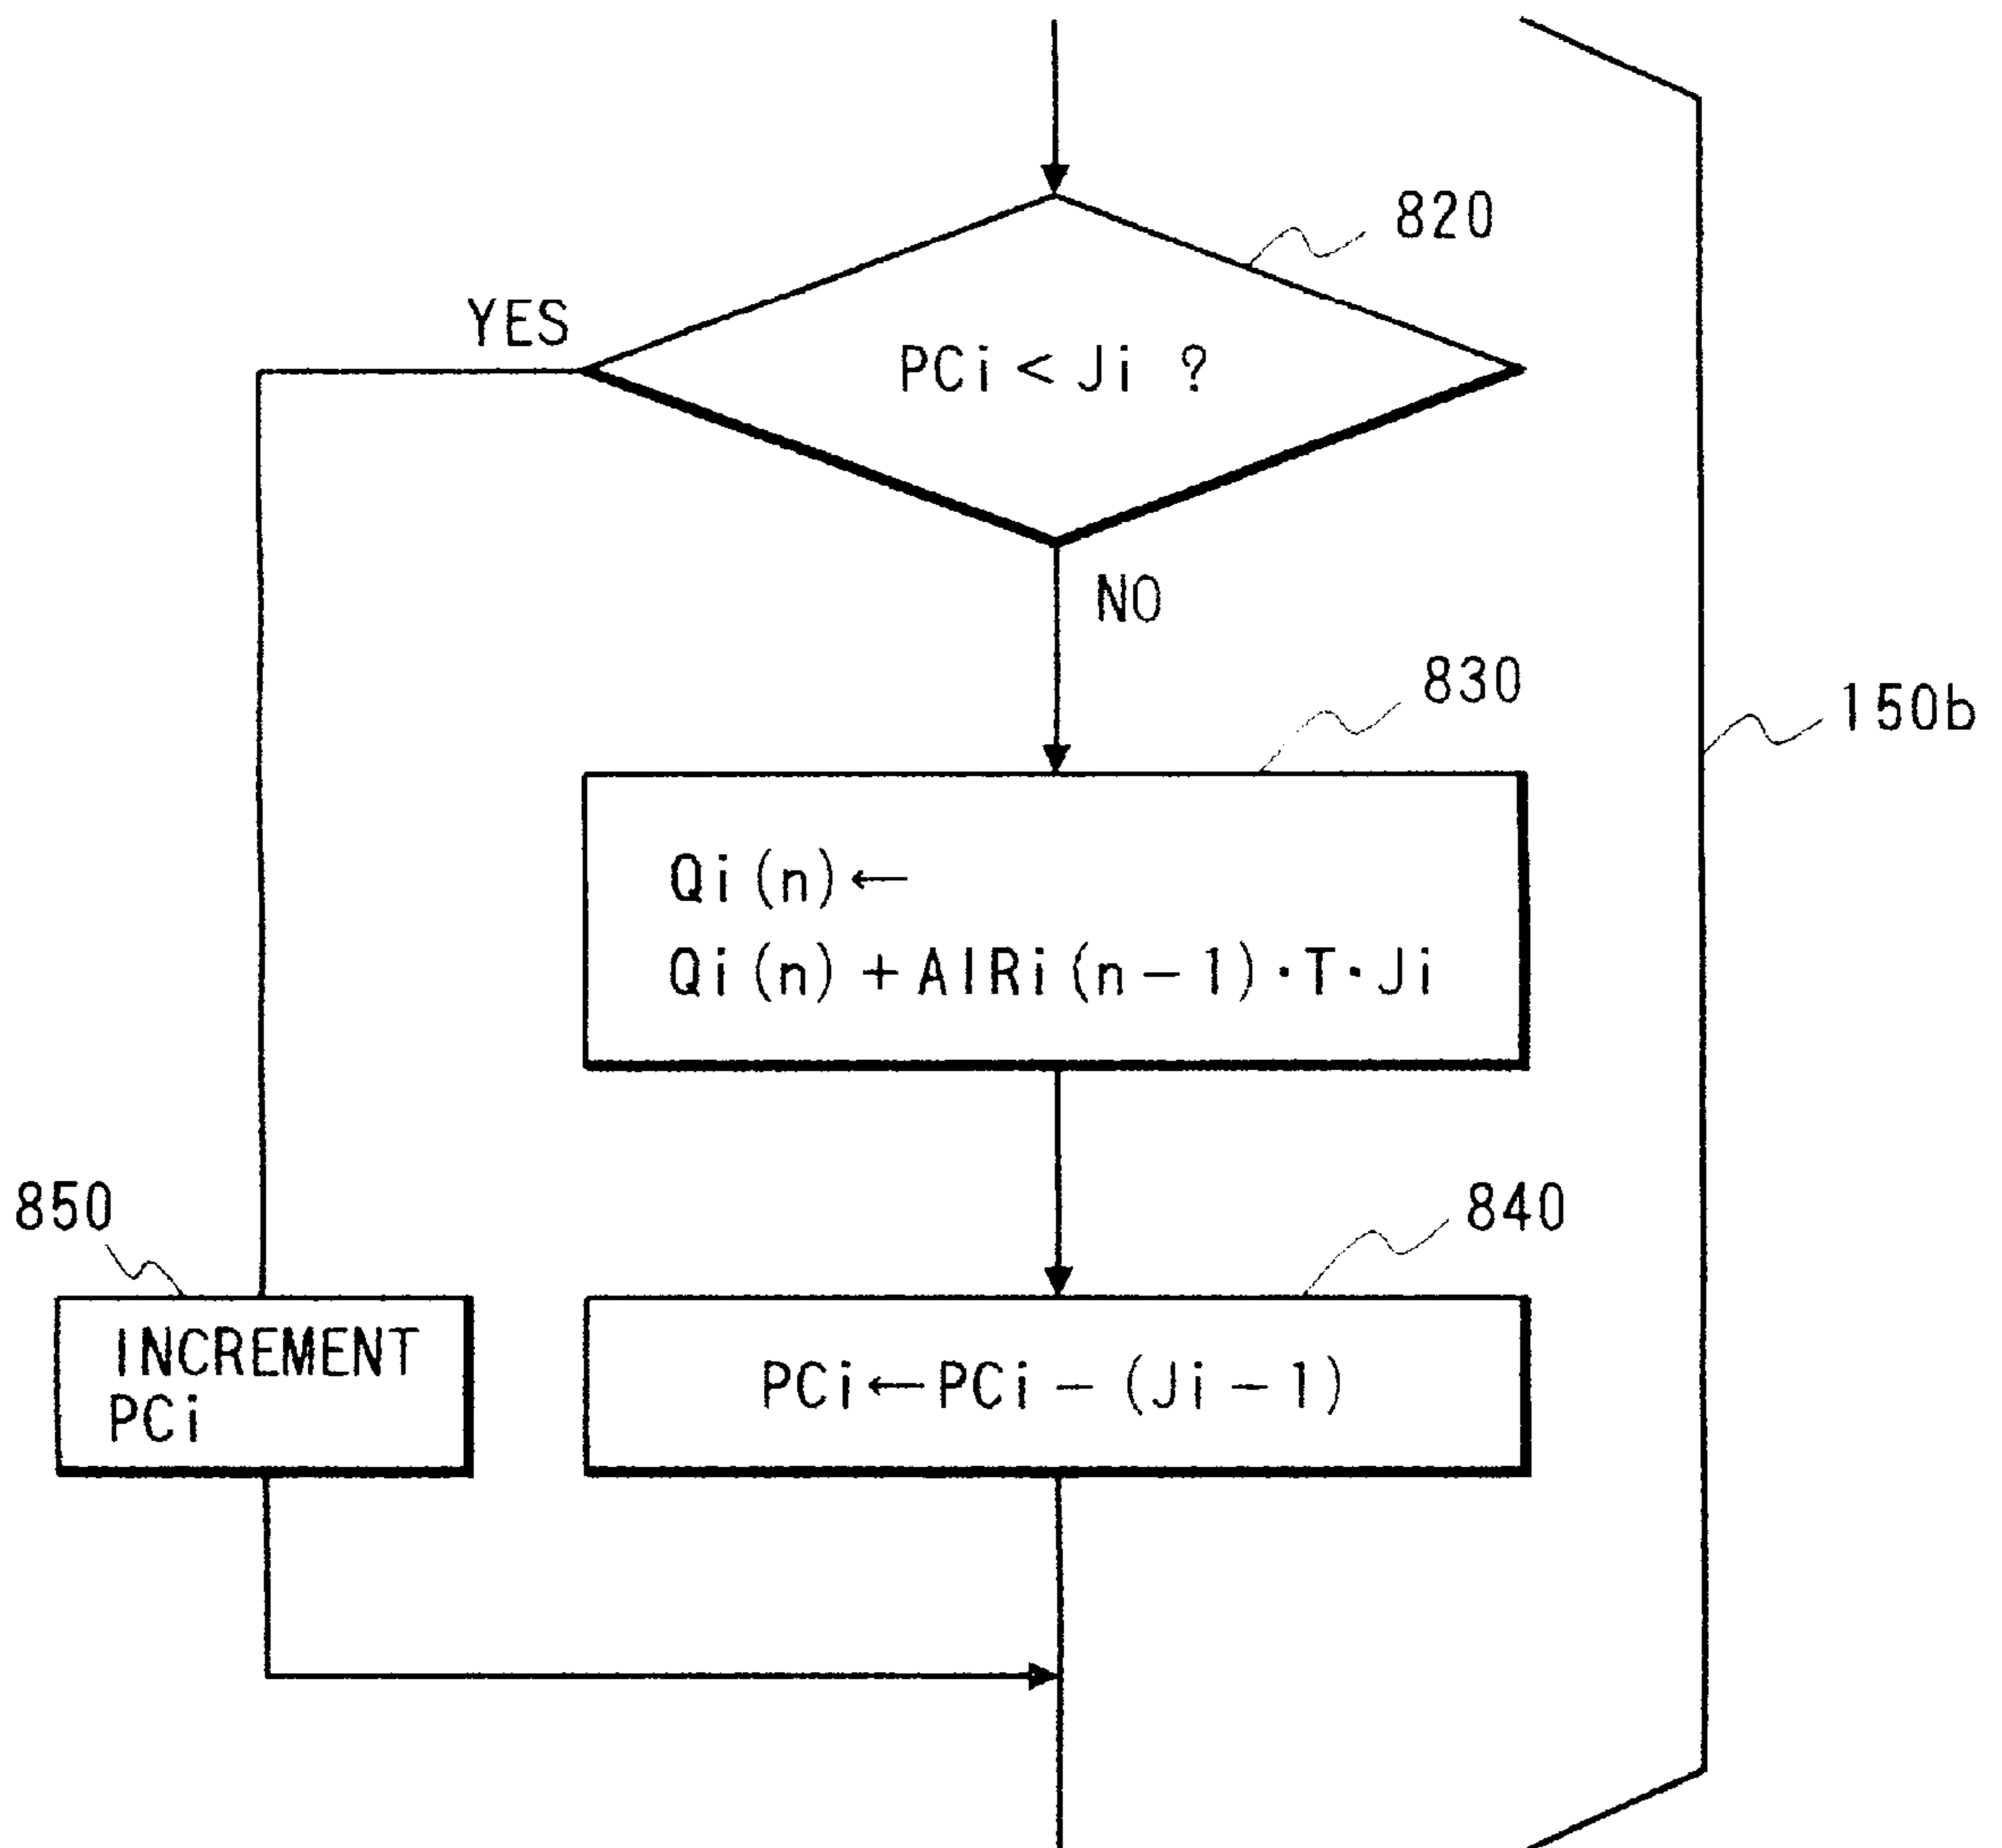 820
YES
PCi < Ji ?
NO
830
150b
Qi (n) ←
Qi (n) + AIRi (n − 1) · T · Ji
850
840
INCREMENT
PCi
PCi ← PCi − (Ji − 1)